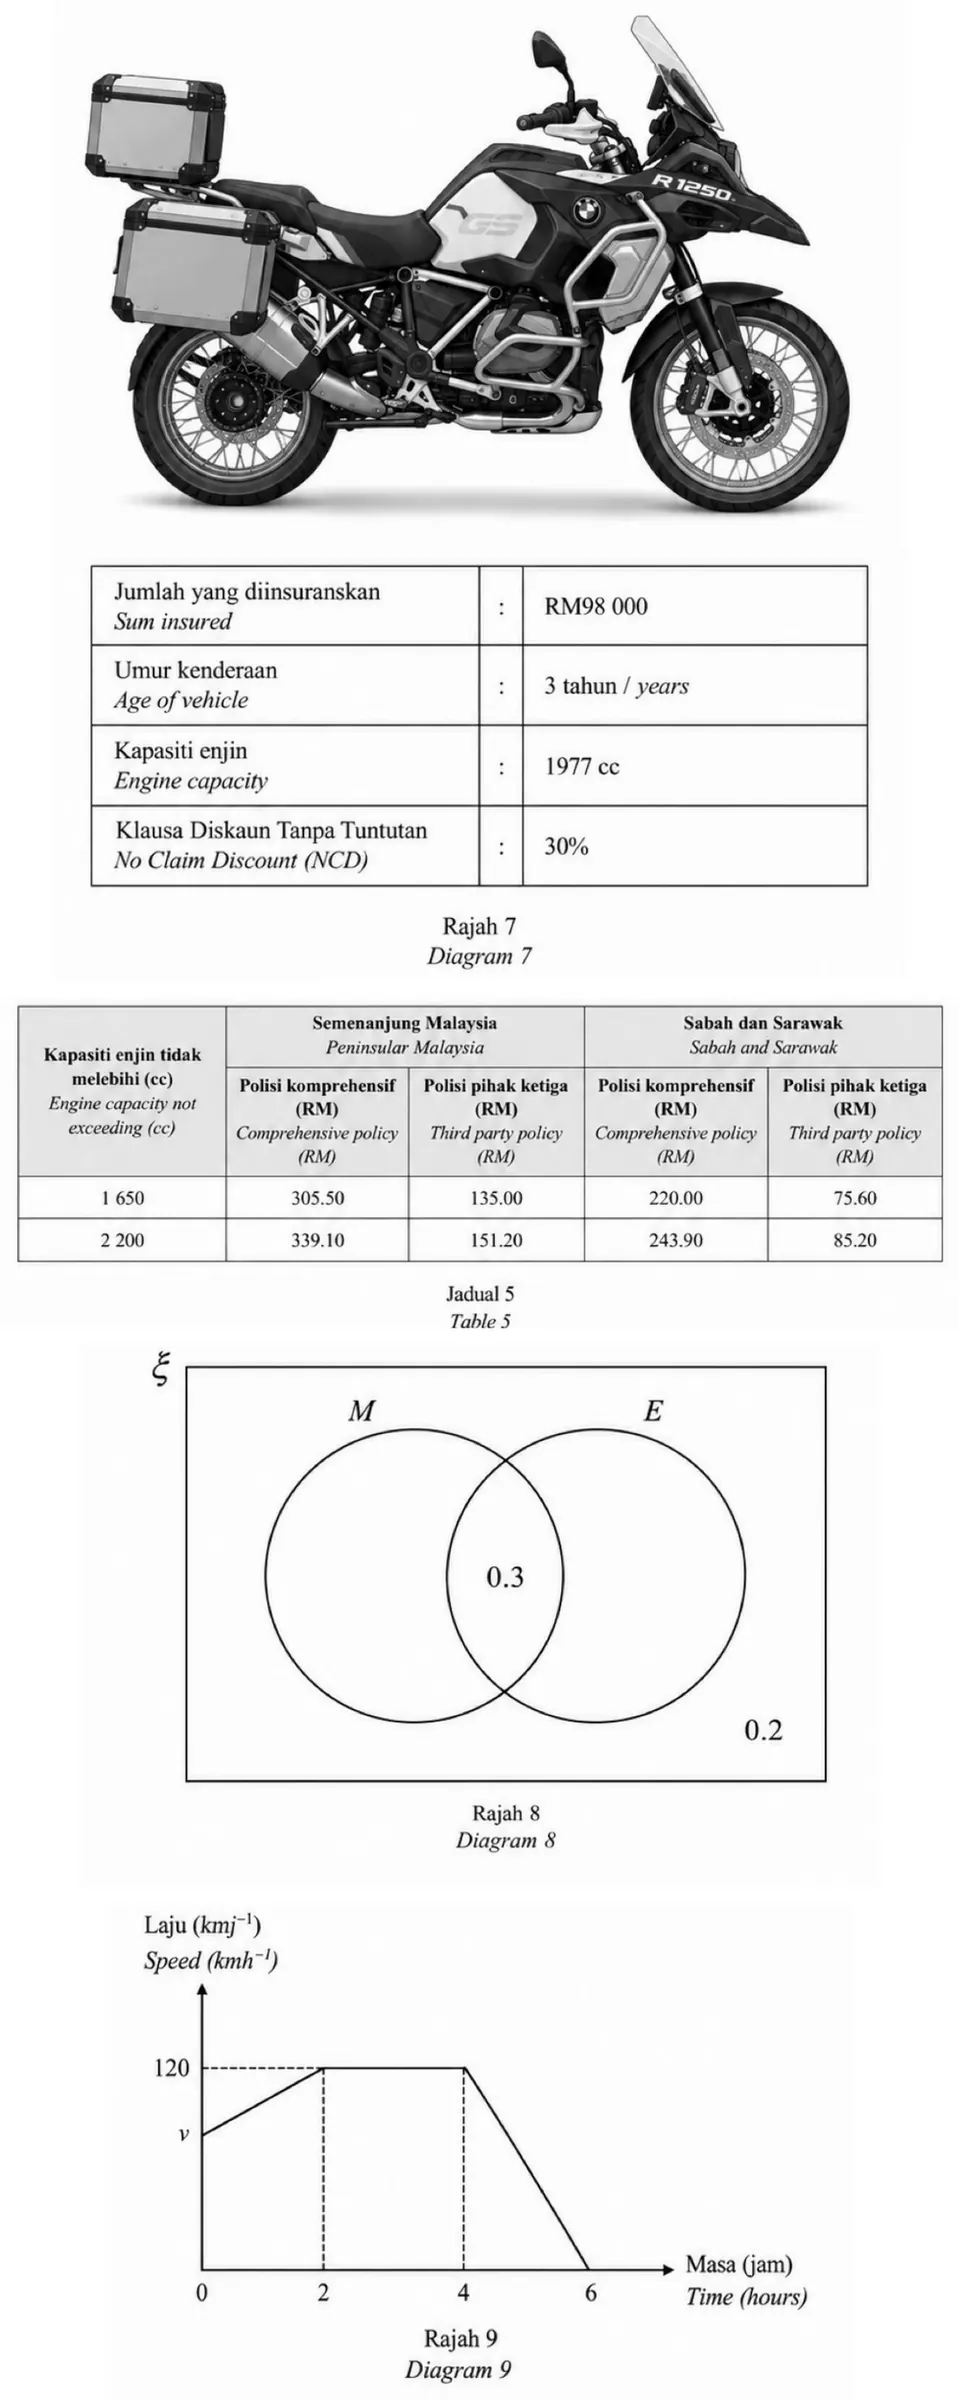 R 1250
GS
Jumlah yang diinsuranskan
Sum insured
:
RM98 000
Umur kenderaan
Age of vehicle
:
3 tahun / years
Kapasiti enjin
Engine capacity
:
1977 cc
Klausa Diskaun Tanpa Tuntutan
No Claim Discount (NCD)
:
30%
Rajah 7
Diagram 7
Kapasiti enjin tidak
melebihi (cc)
Engine capacity not
exceeding (cc)
Semenanjung Malaysia
Peninsular Malaysia
Sabah dan Sarawak
Sabah and Sarawak
Polisi komprehensif
(RM)
Comprehensive policy
(RM)
Polisi pihak ketiga
(RM)
Third party policy
(RM)
Polisi komprehensif
(RM)
Comprehensive policy
(RM)
Polisi pihak ketiga
(RM)
Third party policy
(RM)
1 650 305.50 135.00 220.00 75.60
2 200 339.10 151.20 243.90 85.20
Jadual 5
Table 5
ξ
M E
0.3
0.2
Rajah 8
Diagram 8
Laju (kmj⁻¹)
Speed (kmh⁻¹)
120
v
0 2 4 6
Masa (jam)
Time (hours)
Rajah 9
Diagram 9